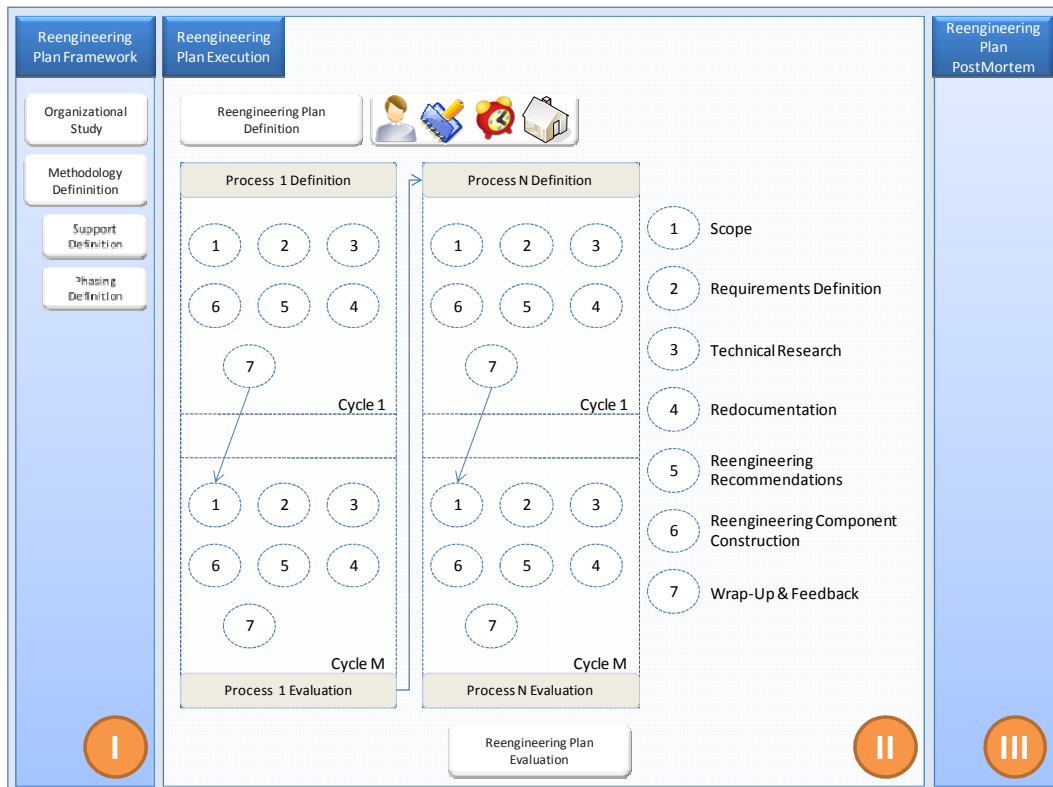 Reengineering
Plan Framework
Organizational
Study
Methodology
Defininition
Support
Definition
Phasing
Definition
I
Reengineering
Plan Execution
Reengineering Plan
Definition
Process 1 Definition
1 2 3
6 5 4
7
Cycle 1
1 2 3
6 5 4
7
Cycle M
Process 1 Evaluation
Process N Definition
1 2 3
6 5 4
7
Cycle 1
1 2 3
6 5 4
7
Cycle M
Process N Evaluation
1 Scope
2 Requirements Definition
3 Technical Research
4 Redocumentation
5 Reengineering
Recommendations
6 Reengineering Component
Construction
7 Wrap-Up & Feedback
Reengineering Plan
Evaluation
II
Reengineering
Plan
PostMortem
III